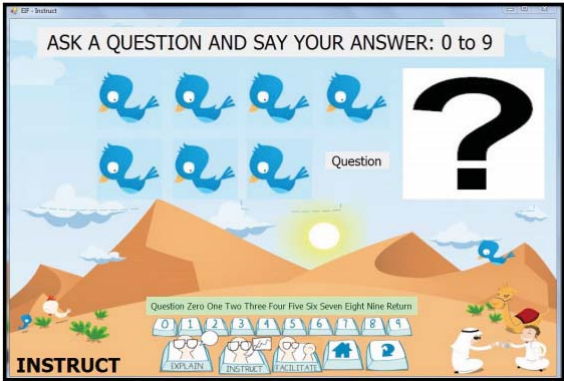 EIF - Instruct
ASK A QUESTION AND SAY YOUR ANSWER: 0 to 9
?
Question
Question Zero One Two Three Four Five Six Seven Eight Nine Return
0 1 2 3 4 5 6 7 8 9
EXPLAIN INSTRUCT FACILITATE
INSTRUCT